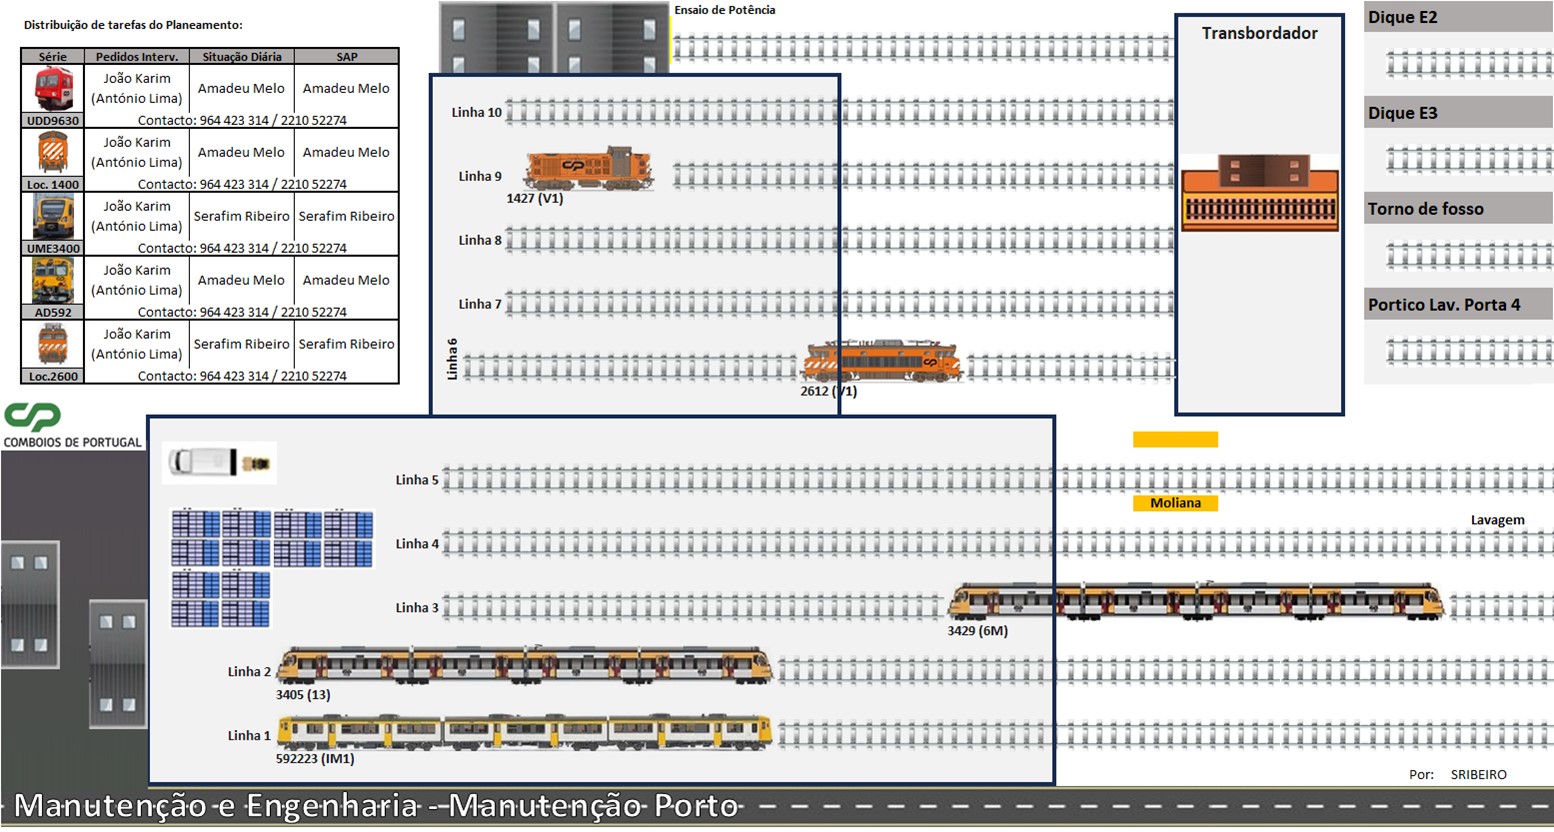 Distribuição de tarefas do Planeamento:
Série Pedidos Interv. Situação Diária SAP
João Karim
(António Lima) Amadeu Melo Amadeu Melo
UDD9630 Contacto: 964 423 314 / 2210 52274
João Karim
(António Lima) Amadeu Melo Amadeu Melo
Loc. 1400 Contacto: 964 423 314 / 2210 52274
João Karim
(António Lima) Serafim Ribeiro Serafim Ribeiro
UME3400 Contacto: 964 423 314 / 2210 52274
João Karim
(António Lima) Amadeu Melo Amadeu Melo
AD592 Contacto: 964 423 314 / 2210 52274
João Karim
(António Lima) Serafim Ribeiro Serafim Ribeiro
Loc.2600 Contacto: 964 423 314 / 2210 52274
CP
COMBOIOS DE PORTUGAL
Ensaio de Potência
Linha 10
Linha 9
CP
1427 (V1)
Linha 8
Linha 7
Linha 6
CP
2612 (V1)
Transbordador
Dique E2
Dique E3
Torno de fosso
Portico Lav. Porta 4
Linha 5
Moliana
Lavagem
Linha 4
Linha 3
3429 (6M)
Linha 2
3405 (13)
Linha 1
592223 (IM1)
Por: SRIBEIRO
Manutenção e Engenharia - Manutenção Porto